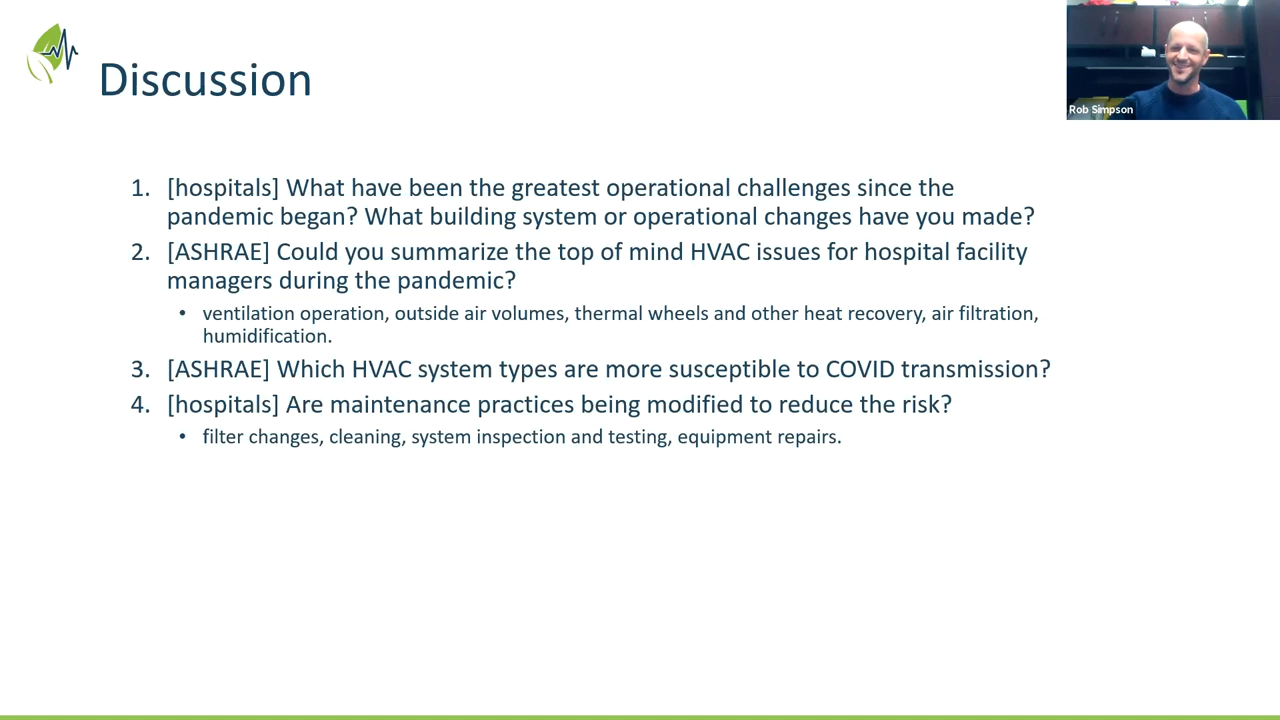 Discussion
Rob Simpson
1. [hospitals] What have been the greatest operational challenges since the
pandemic began? What building system or operational changes have you made?
2. [ASHRAE] Could you summarize the top of mind HVAC issues for hospital facility
managers during the pandemic?
• ventilation operation, outside air volumes, thermal wheels and other heat recovery, air filtration,
humidification.
3. [ASHRAE] Which HVAC system types are more susceptible to COVID transmission?
4. [hospitals] Are maintenance practices being modified to reduce the risk?
• filter changes, cleaning, system inspection and testing, equipment repairs.